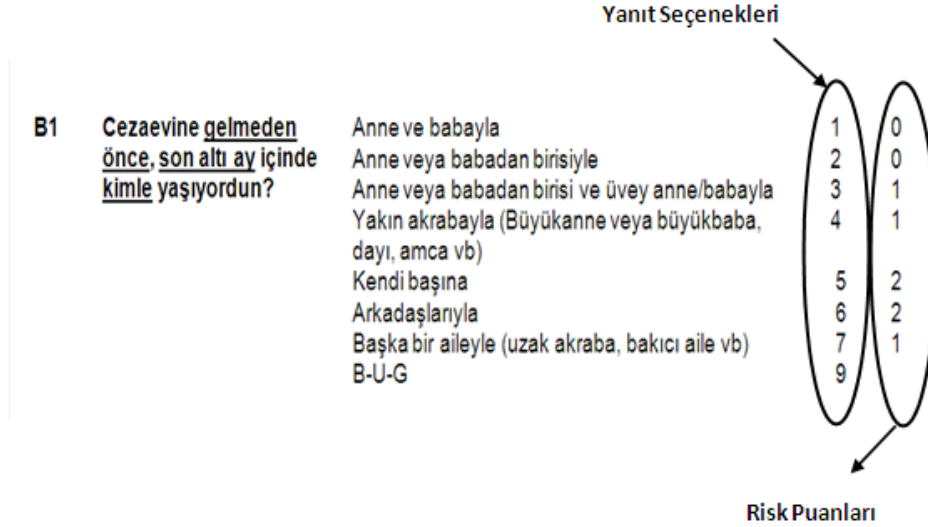 Yanıt Seçenekleri
B1 Cezaevine gelmeden Anne ve babayla 1 0
önce, son altı ay içinde Anne veya babadan birisiyle 2 0
kimle yaşıyordun? Anne veya babadan birisi ve üvey anne/babayla 3 1
Yakın akrabayla (Büyükanne veya büyükbaba, 4 1
dayı, amca vb)
Kendi başına 5 2
Arkadaşlarıyla 6 2
Başka bir aileyle (uzak akraba, bakıcı aile vb) 7 1
B-U-G 9
Risk Puanları